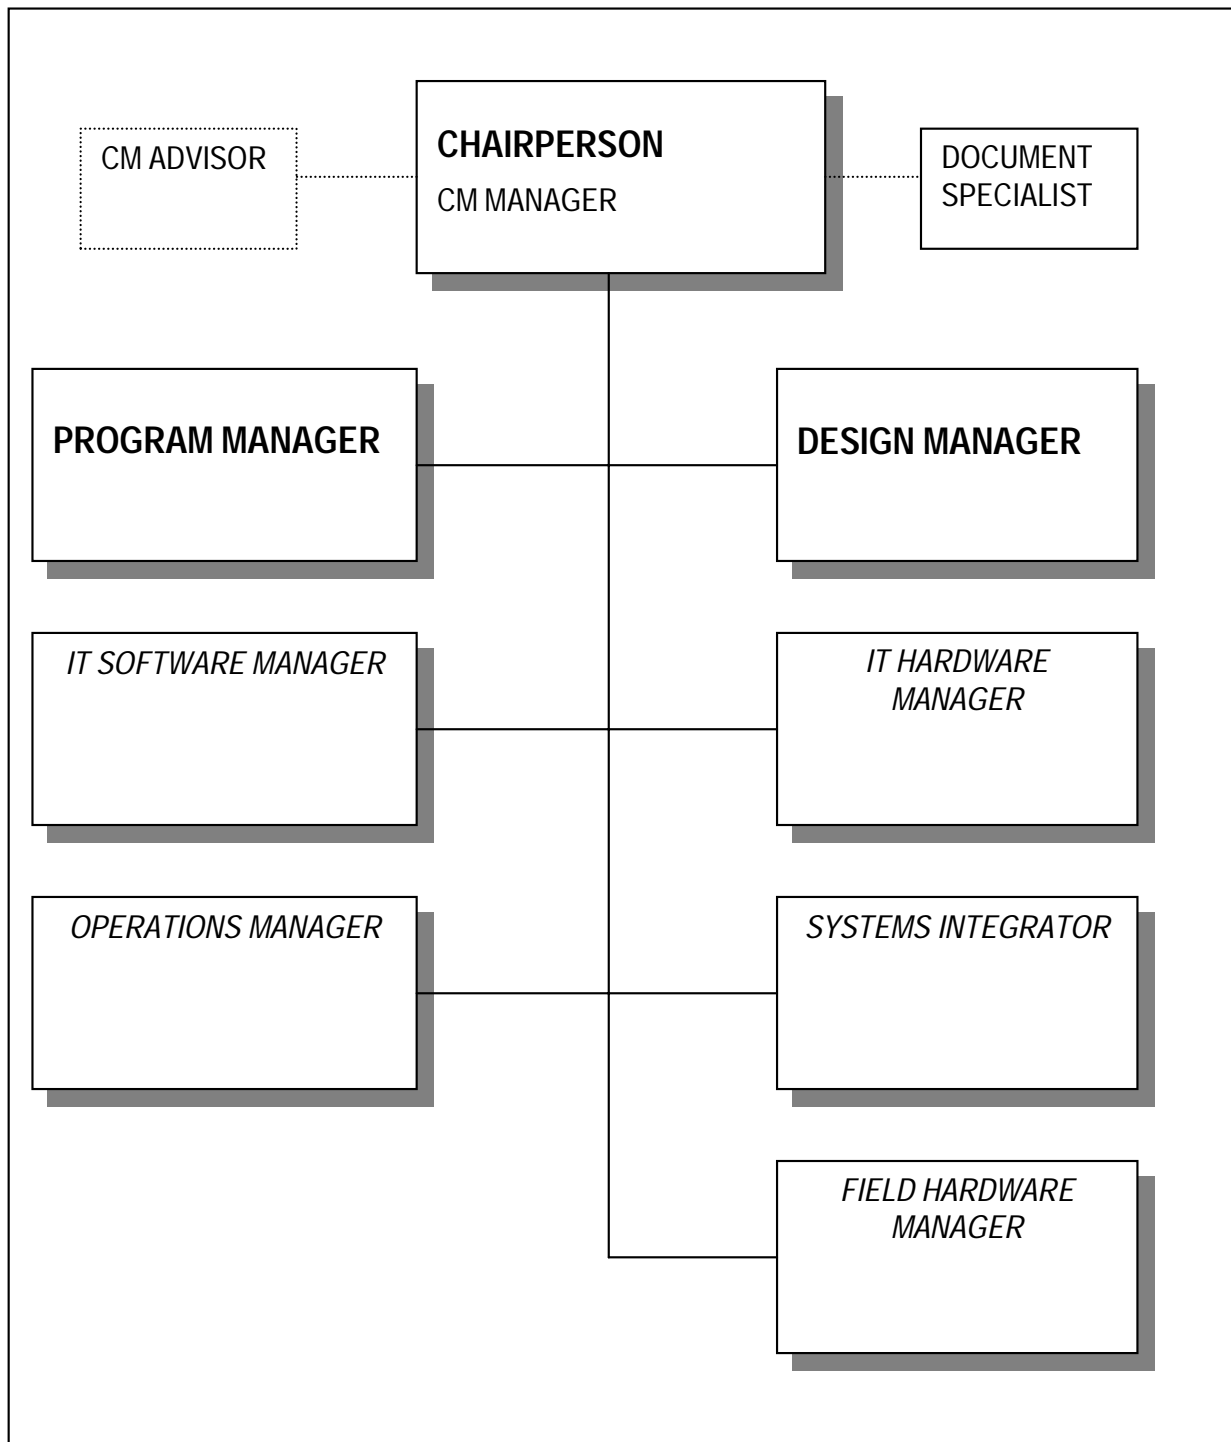 CM ADVISOR
CHAIRPERSON
CM MANAGER
DOCUMENT
SPECIALIST
PROGRAM MANAGER
DESIGN MANAGER
IT SOFTWARE MANAGER
IT HARDWARE
MANAGER
OPERATIONS MANAGER
SYSTEMS INTEGRATOR
FIELD HARDWARE
MANAGER